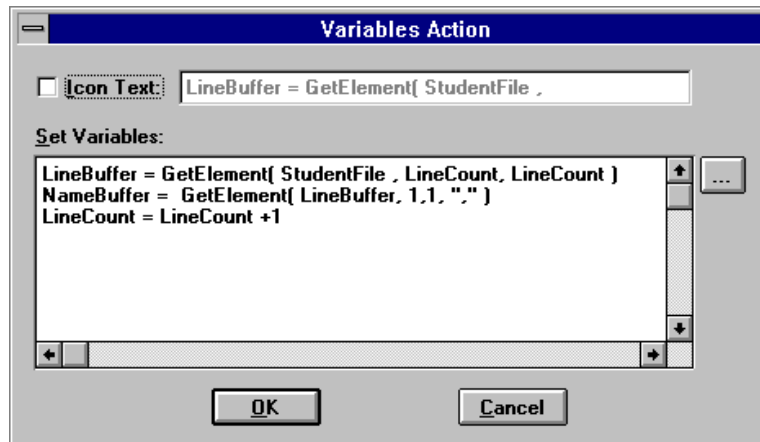 Variables Action
Icon Text: LineBuffer = GetElement( StudentFile ,
Set Variables:
LineBuffer = GetElement( StudentFile , LineCount, LineCount )
...
NameBuffer =  GetElement( LineBuffer, 1,1, "," )
LineCount = LineCount +1
OK Cancel